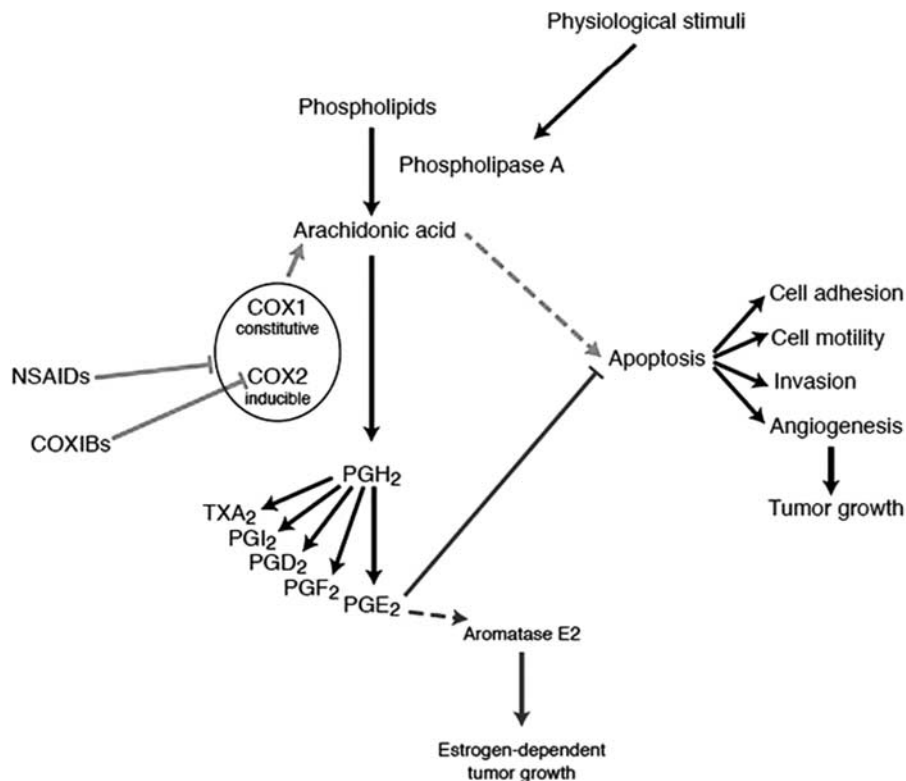 Physiological stimuli
Phospholipids
Phospholipase A
Arachidonic acid
COX1
constitutive
COX2
inducible
NSAIDs
COXIBs
Apoptosis
Cell adhesion
Cell motility
Invasion
Angiogenesis
Tumor growth
PGH2
TXA2
PGI2
PGD2
PGF2
PGE2
Aromatase E2
Estrogen-dependent
tumor growth